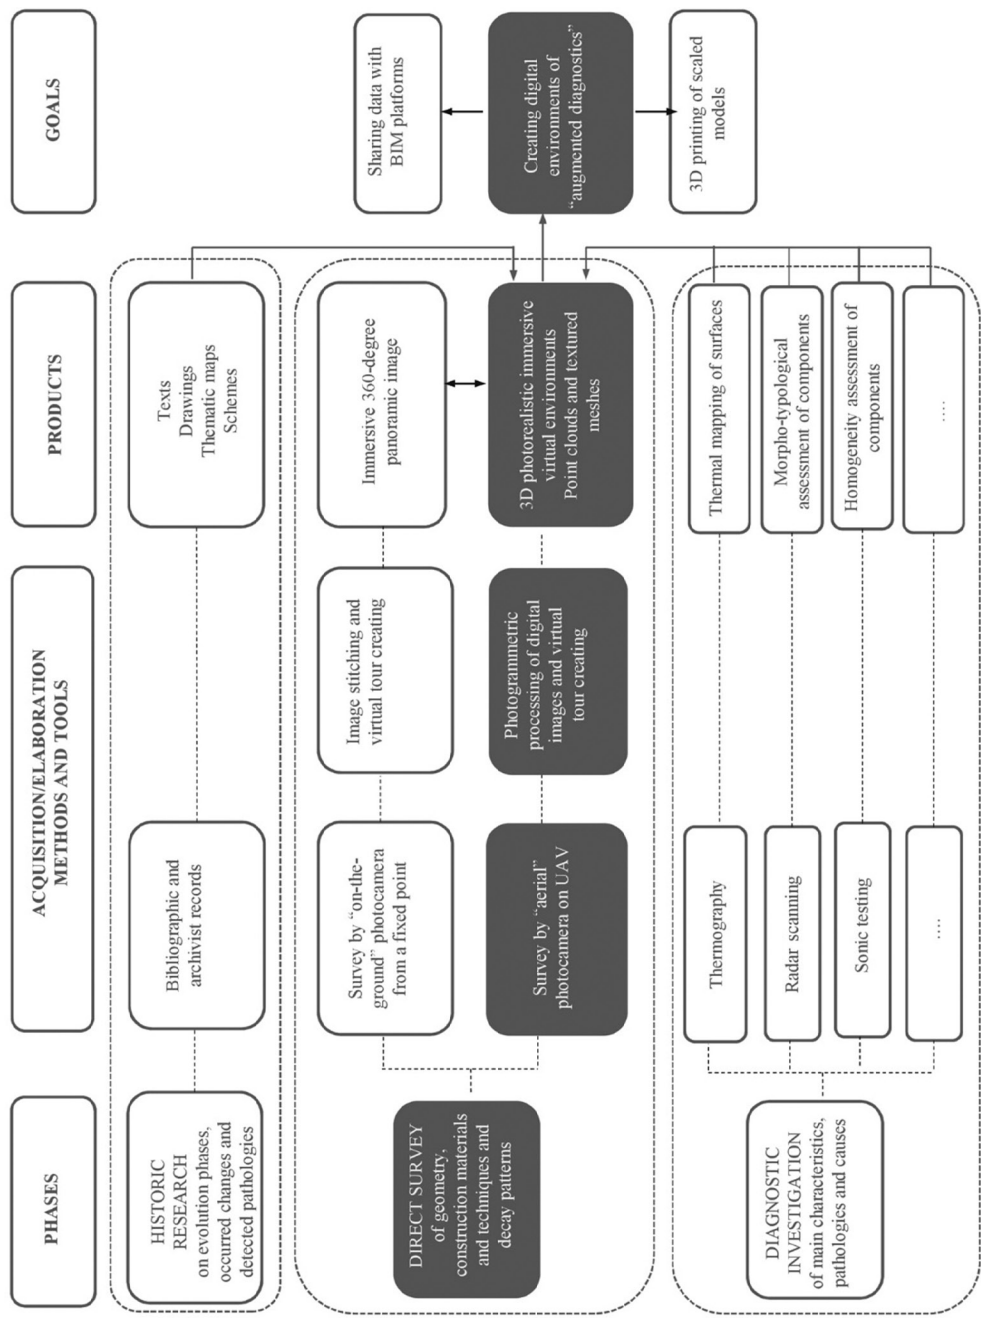 PHASES
ACQUISITION/ELABORATION
METHODS AND TOOLS
PRODUCTS
GOALS
HISTORIC
RESEARCH
on evolution phases,
occurred changes and
detected pathologies
Bibliographic and
archivist records
Texts
Drawings
Thematic maps
Schemes
DIRECT SURVEY
of geometry,
construction materials
and techniques and
decay patterns
Survey by “on-the-
ground” photocamera
from a fixed point
Image stitching and
virtual tour creating
Immersive 360-degree
panoramic image
Survey by “aerial”
photocamera on UAV
Photogrammetric
processing of digital
images and virtual
tour creating
3D photorealistic immersive
virtual environments
Point clouds and textured
meshes
Sharing data with
BIM platforms
Creating digital
environments of
“augmented diagnostics”
3D printing of scaled
models
DIAGNOSTIC
INVESTIGATION
of main characteristics,
pathologies and causes
Thermography
Thermal mapping of surfaces
Radar scanning
Morpho-typological
assessment of components
Sonic testing
Homogeneity assessment of
components
....
....